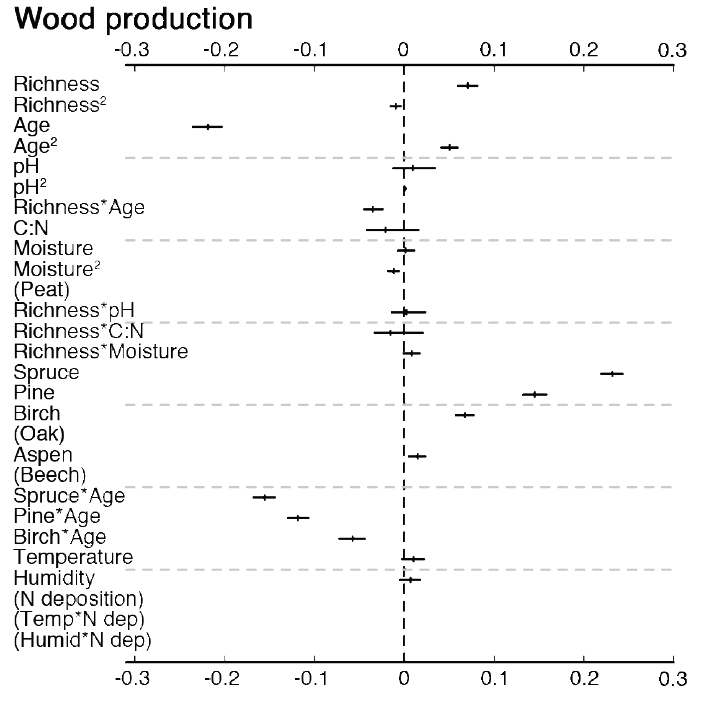 Wood production
-0.3 -0.2 -0.1 0 0.1 0.2 0.3
Richness
Richness²
Age
Age²
pH
pH²
Richness*Age
C:N
Moisture
Moisture²
(Peat)
Richness*pH
Richness*C:N
Richness*Moisture
Spruce
Pine
Birch
(Oak)
Aspen
(Beech)
Spruce*Age
Pine*Age
Birch*Age
Temperature
Humidity
(N deposition)
(Temp*N dep)
(Humid*N dep)
-0.3 -0.2 -0.1 0 0.1 0.2 0.3